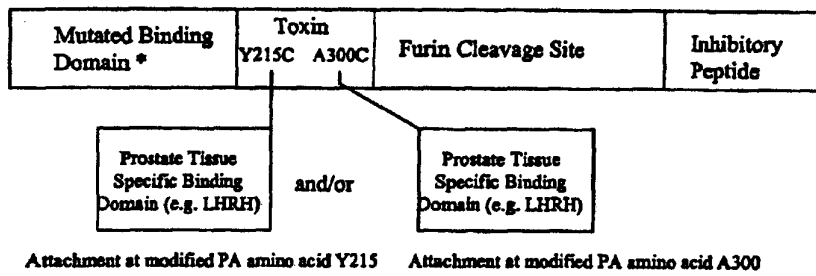 Mutated Binding
Domain *
Toxin
Y215C A300C
Furin Cleavage Site
Inhibitory
Peptide
Prostate Tissue
Specific Binding
Domain (e.g. LHRH)
and/or
Prostate Tissue
Specific Binding
Domain (e.g. LHRH)
Attachment at modified PA amino acid Y215
Attachment at modified PA amino acid A300